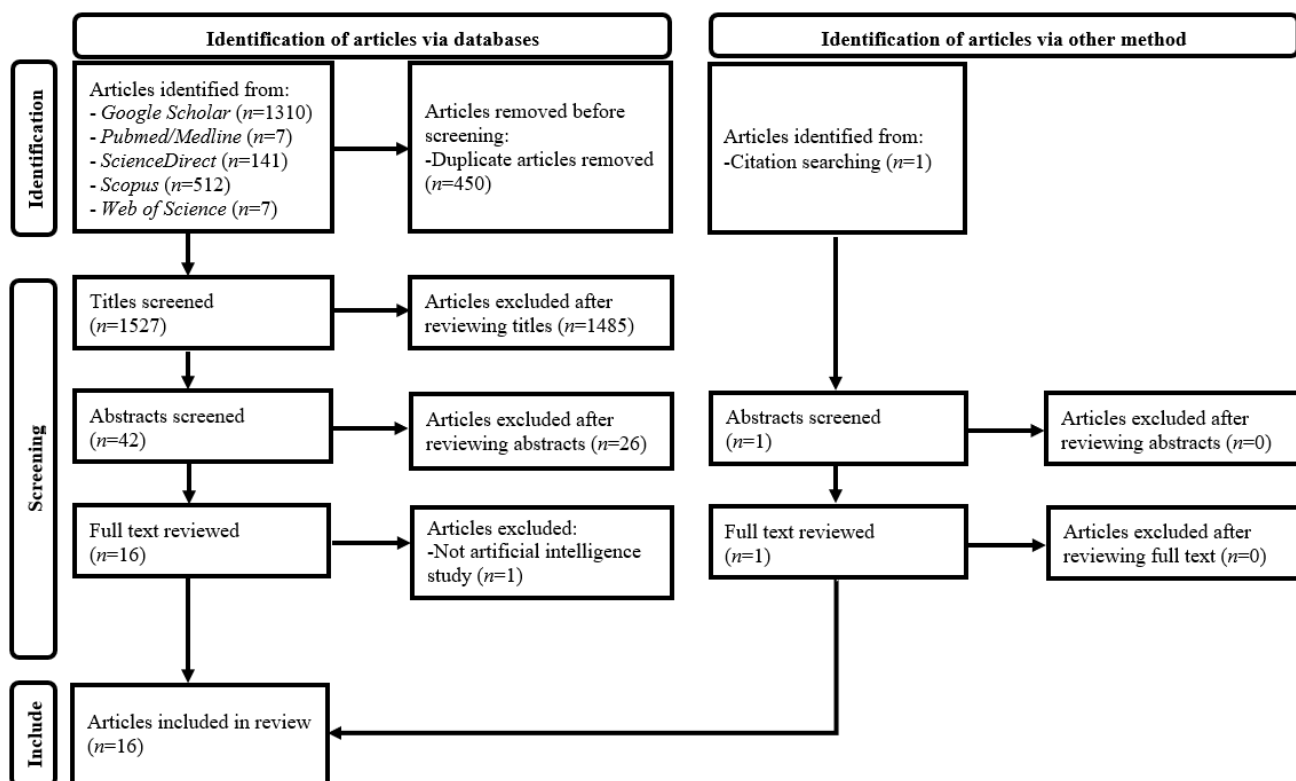 Identification of articles via databases
Identification of articles via other method
Identification
Articles identified from:
- Google Scholar (n=1310)
- Pubmed/Medline (n=7)
- ScienceDirect (n=141)
- Scopus (n=512)
- Web of Science (n=7)
Articles removed before
screening:
-Duplicate articles removed
(n=450)
Articles identified from:
-Citation searching (n=1)
Screening
Titles screened
(n=1527)
Articles excluded after
reviewing titles (n=1485)
Abstracts screened
(n=42)
Articles excluded after
reviewing abstracts (n=26)
Abstracts screened
(n=1)
Articles excluded after
reviewing abstracts (n=0)
Full text reviewed
(n=16)
Articles excluded:
-Not artificial intelligence
study (n=1)
Full text reviewed
(n=1)
Articles excluded after
reviewing full text (n=0)
Include
Articles included in review
(n=16)